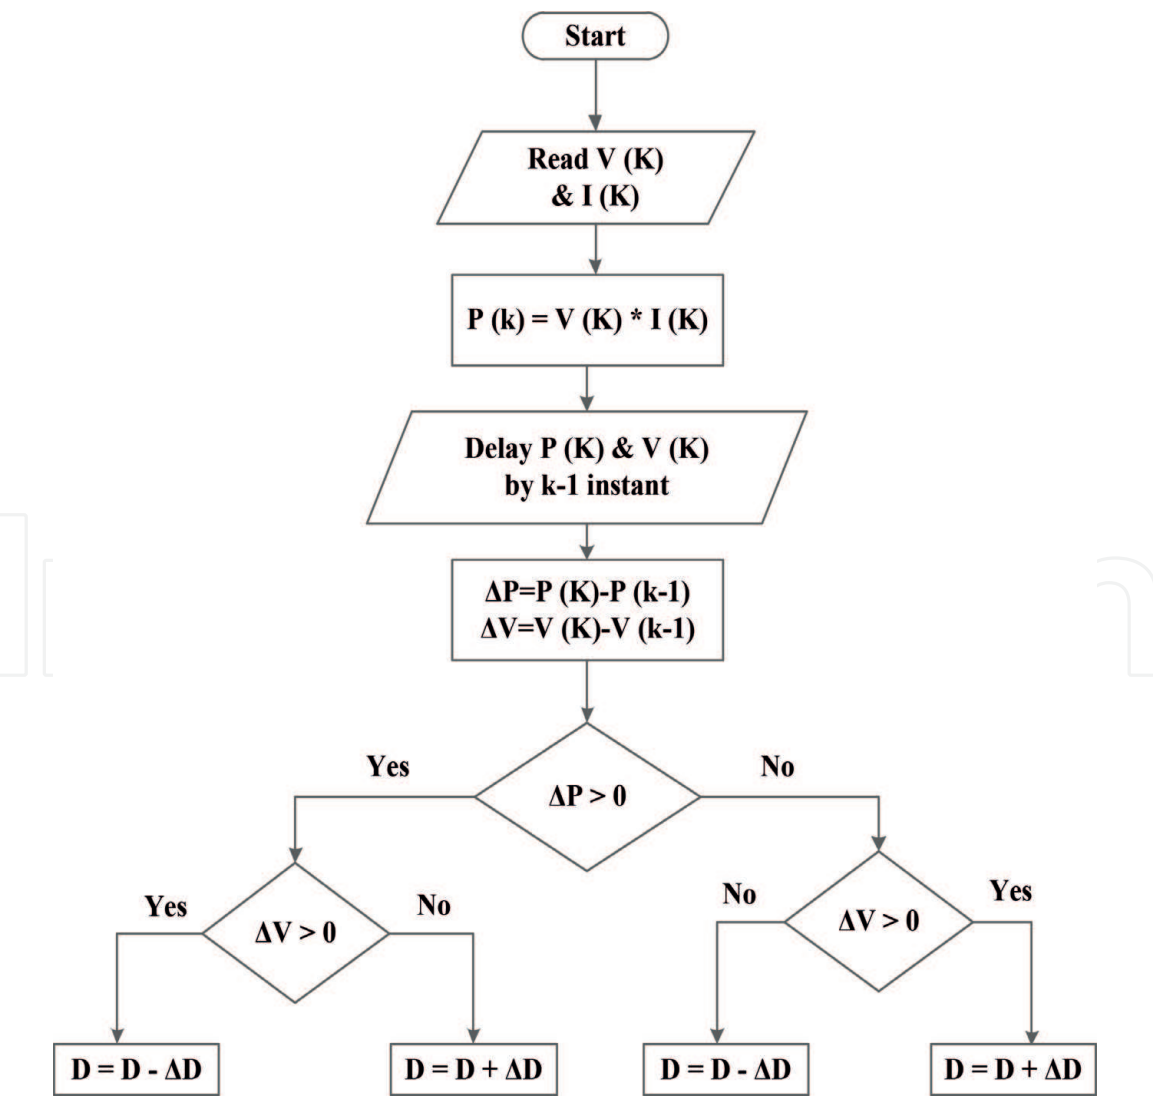 Start
Read V (K)
& I (K)
P (k) = V (K) * I (K)
Delay P (K) & V (K)
by k-1 instant
ΔP=P (K)-P (k-1)
ΔV=V (K)-V (k-1)
Yes
No
ΔP > 0
Yes
No
ΔV > 0
No
Yes
ΔV > 0
D = D - ΔD
D = D + ΔD
D = D - ΔD
D = D + ΔD